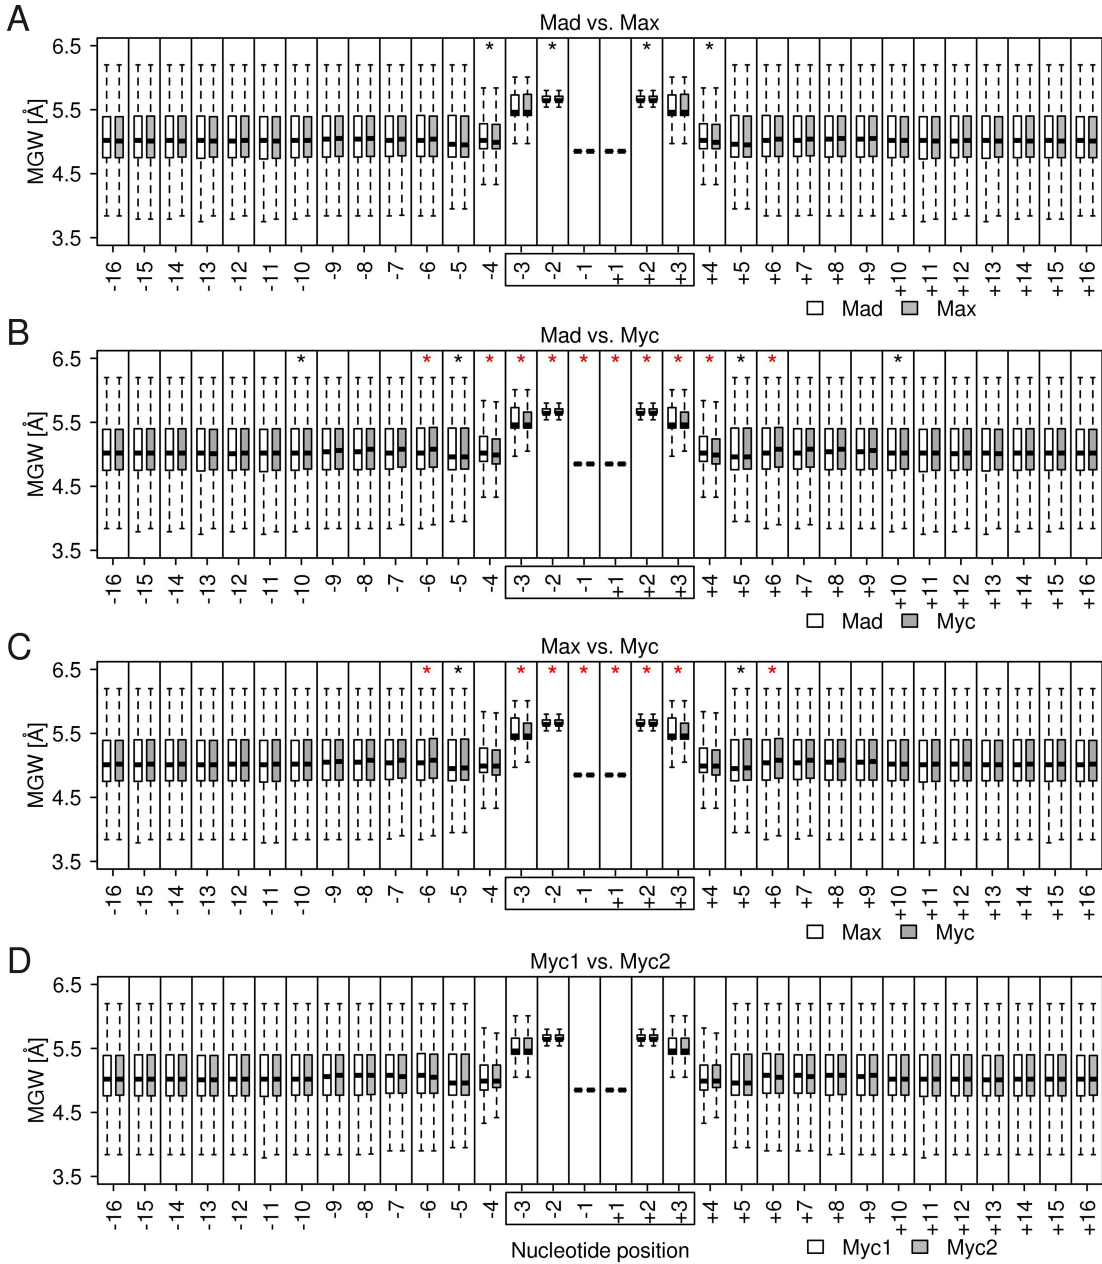 A
Mad vs. Max
MGW [Å]
6.5
* * * *
5.5
4.5
3.5
-16 -15 -14 -13 -12 -11 -10 -9 -8 -7 -6 -5 -4 -3 -2 -1 +1 +2 +3 +4 +5 +6 +7 +8 +9 +10 +11 +12 +13 +14 +15 +16
Mad Max
B
Mad vs. Myc
MGW [Å]
6.5
* * * * * * * * * * * * * *
5.5
4.5
3.5
-16 -15 -14 -13 -12 -11 -10 -9 -8 -7 -6 -5 -4 -3 -2 -1 +1 +2 +3 +4 +5 +6 +7 +8 +9 +10 +11 +12 +13 +14 +15 +16
Mad Myc
C
Max vs. Myc
MGW [Å]
6.5
* * * * * * * * * *
5.5
4.5
3.5
-16 -15 -14 -13 -12 -11 -10 -9 -8 -7 -6 -5 -4 -3 -2 -1 +1 +2 +3 +4 +5 +6 +7 +8 +9 +10 +11 +12 +13 +14 +15 +16
Max Myc
D
Myc1 vs. Myc2
MGW [Å]
6.5
5.5
4.5
3.5
-16 -15 -14 -13 -12 -11 -10 -9 -8 -7 -6 -5 -4 -3 -2 -1 +1 +2 +3 +4 +5 +6 +7 +8 +9 +10 +11 +12 +13 +14 +15 +16
Nucleotide position
Myc1 Myc2